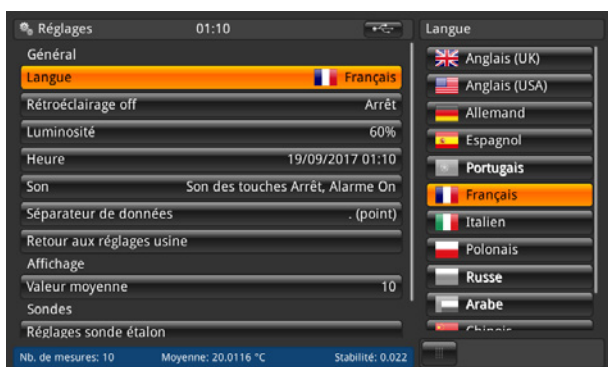 Réglages 01:10
Général
Langue Français
Rétroéclairage off Arrêt
Luminosité 60%
Heure 19/09/2017 01:10
Son Son des touches Arrêt, Alarme On
Séparateur de données . (point)
Retour aux réglages usine
Affichage
Valeur moyenne 10
Sondes
Réglages sonde étalon
Nb. de mesures: 10 Moyenne: 20.0116 °C Stabilité: 0.022
Langue
Anglais (UK)
Anglais (USA)
Allemand
Espagnol
Portugais
Français
Italien
Polonais
Russe
Arabe
Chinois